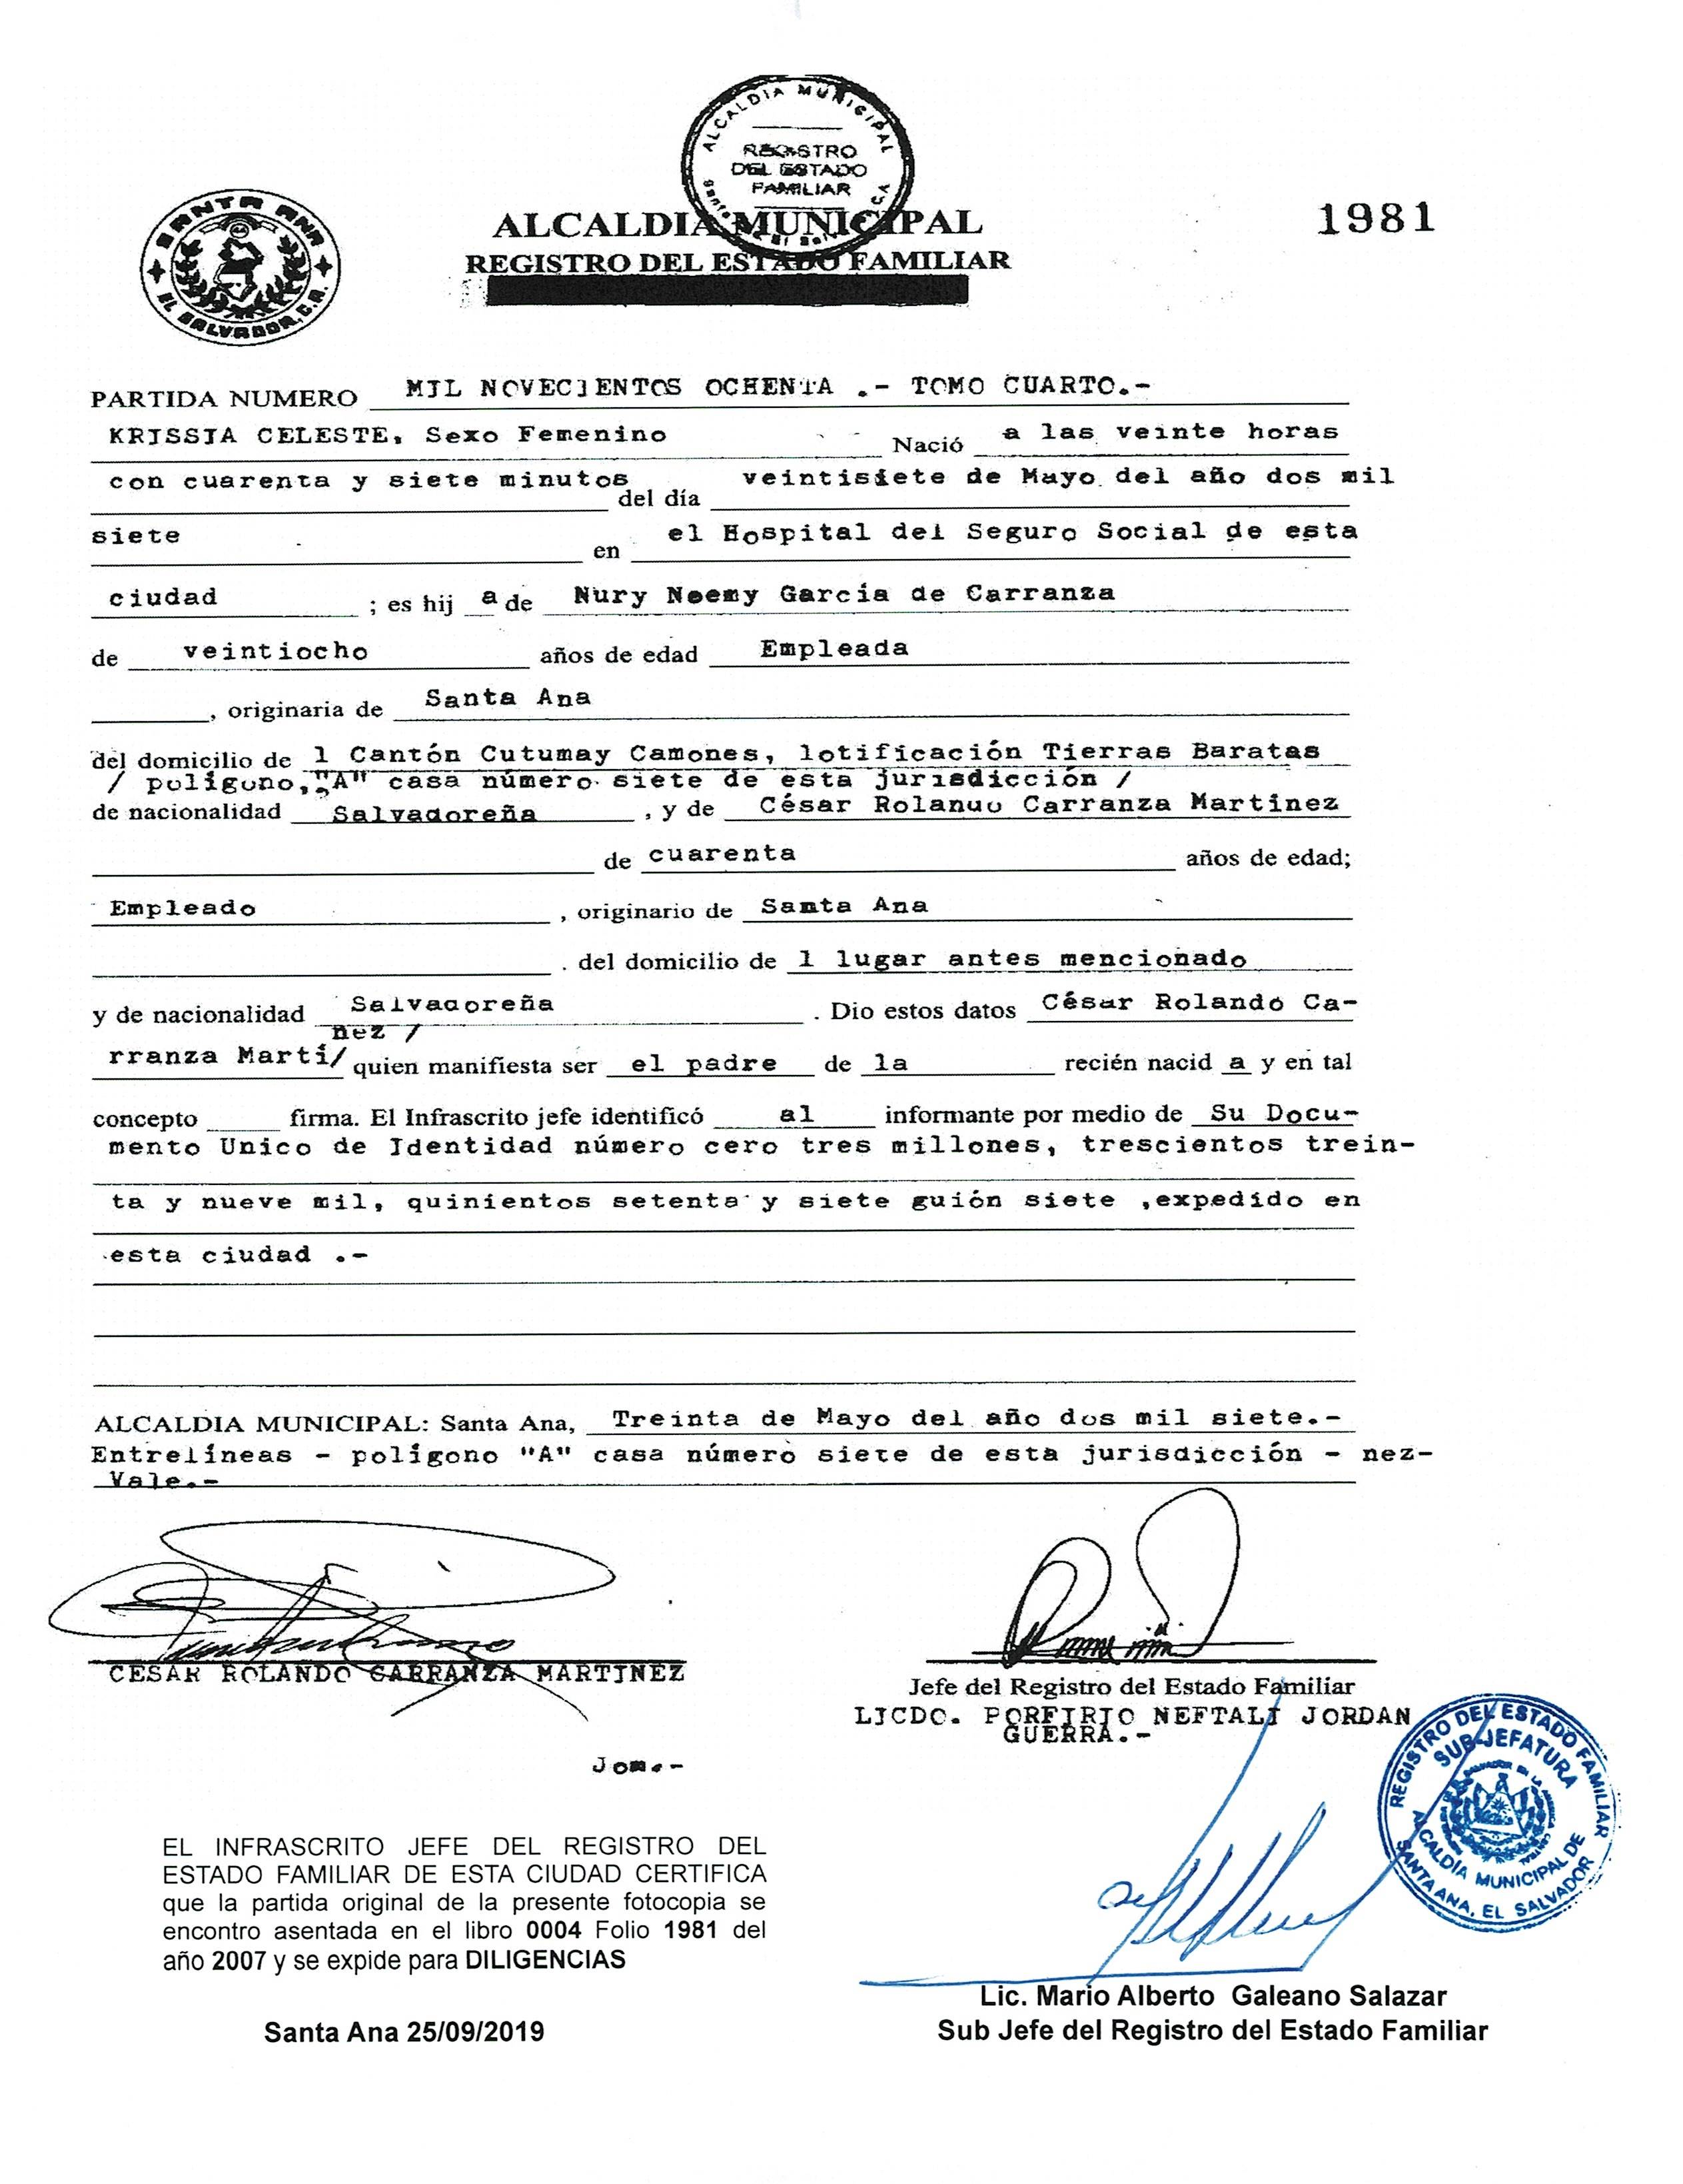 ALCALDIA MUNICIPAL
REGISTRO
DEL ESTADO
FAMILIAR
SANTA ANA
EL SALVADOR, C.A.
ALCALDIA MUNICIPAL
REGISTRO DEL ESTADO FAMILIAR
1981
PARTIDA NUMERO MIL NOVECIENTOS OCHENTA .- TOMO CUARTO.-
KRISSIA CELESTE, Sexo Femenino Nació a las veinte horas
con cuarenta y siete minutos del día veintisiete de Mayo del año dos mil
siete en el Hospital del Seguro Social de esta
ciudad ; es hij a de Nury Noemy García de Carranza
de veintiocho años de edad Empleada
, originaria de Santa Ana
del domicilio de l Cantón Cutumay Camones, lotificación Tierras Baratas
/ polígono, "A" casa número siete de esta jurisdicción /
de nacionalidad Salvadoreña , y de César Rolando Carranza Martinez
de cuarenta años de edad;
Empleado , originario de Santa Ana
. del domicilio de l lugar antes mencionado
y de nacionalidad Salvadoreña . Dio estos datos César Rolando Ca-
nez /
rranza Martí/ quien manifiesta ser el padre de la recién nacid a y en tal
concepto firma. El Infrascrito jefe identificó al informante por medio de Su Docu-
mento Unico de Identidad número cero tres millones, trescientos trein-
ta y nueve mil, quinientos setenta y siete guión siete ,expedido en
esta ciudad .-
ALCALDIA MUNICIPAL: Santa Ana, Treinta de Mayo del año dos mil siete.-
Entrelíneas - polígono "A" casa número siete de esta jurisdicción - nez-
Vale.-
CESAR ROLANDO CARRANZA MARTINEZ
Jefe del Registro del Estado Familiar
LICDO. PORFIRIO NEFTALI JORDAN
GUERRA.-
Jom.-
REGISTRO DEL ESTADO FAMILIAR
SUB-JEFATURA
ALCALDÍA MUNICIPAL DE
SANTA ANA, EL SALVADOR
EL INFRASCRITO JEFE DEL REGISTRO DEL
ESTADO FAMILIAR DE ESTA CIUDAD CERTIFICA
que la partida original de la presente fotocopia se
encontro asentada en el libro 0004 Folio 1981 del
año 2007 y se expide para DILIGENCIAS
Lic. Mario Alberto Galeano Salazar
Santa Ana 25/09/2019
Sub Jefe del Registro del Estado Familiar